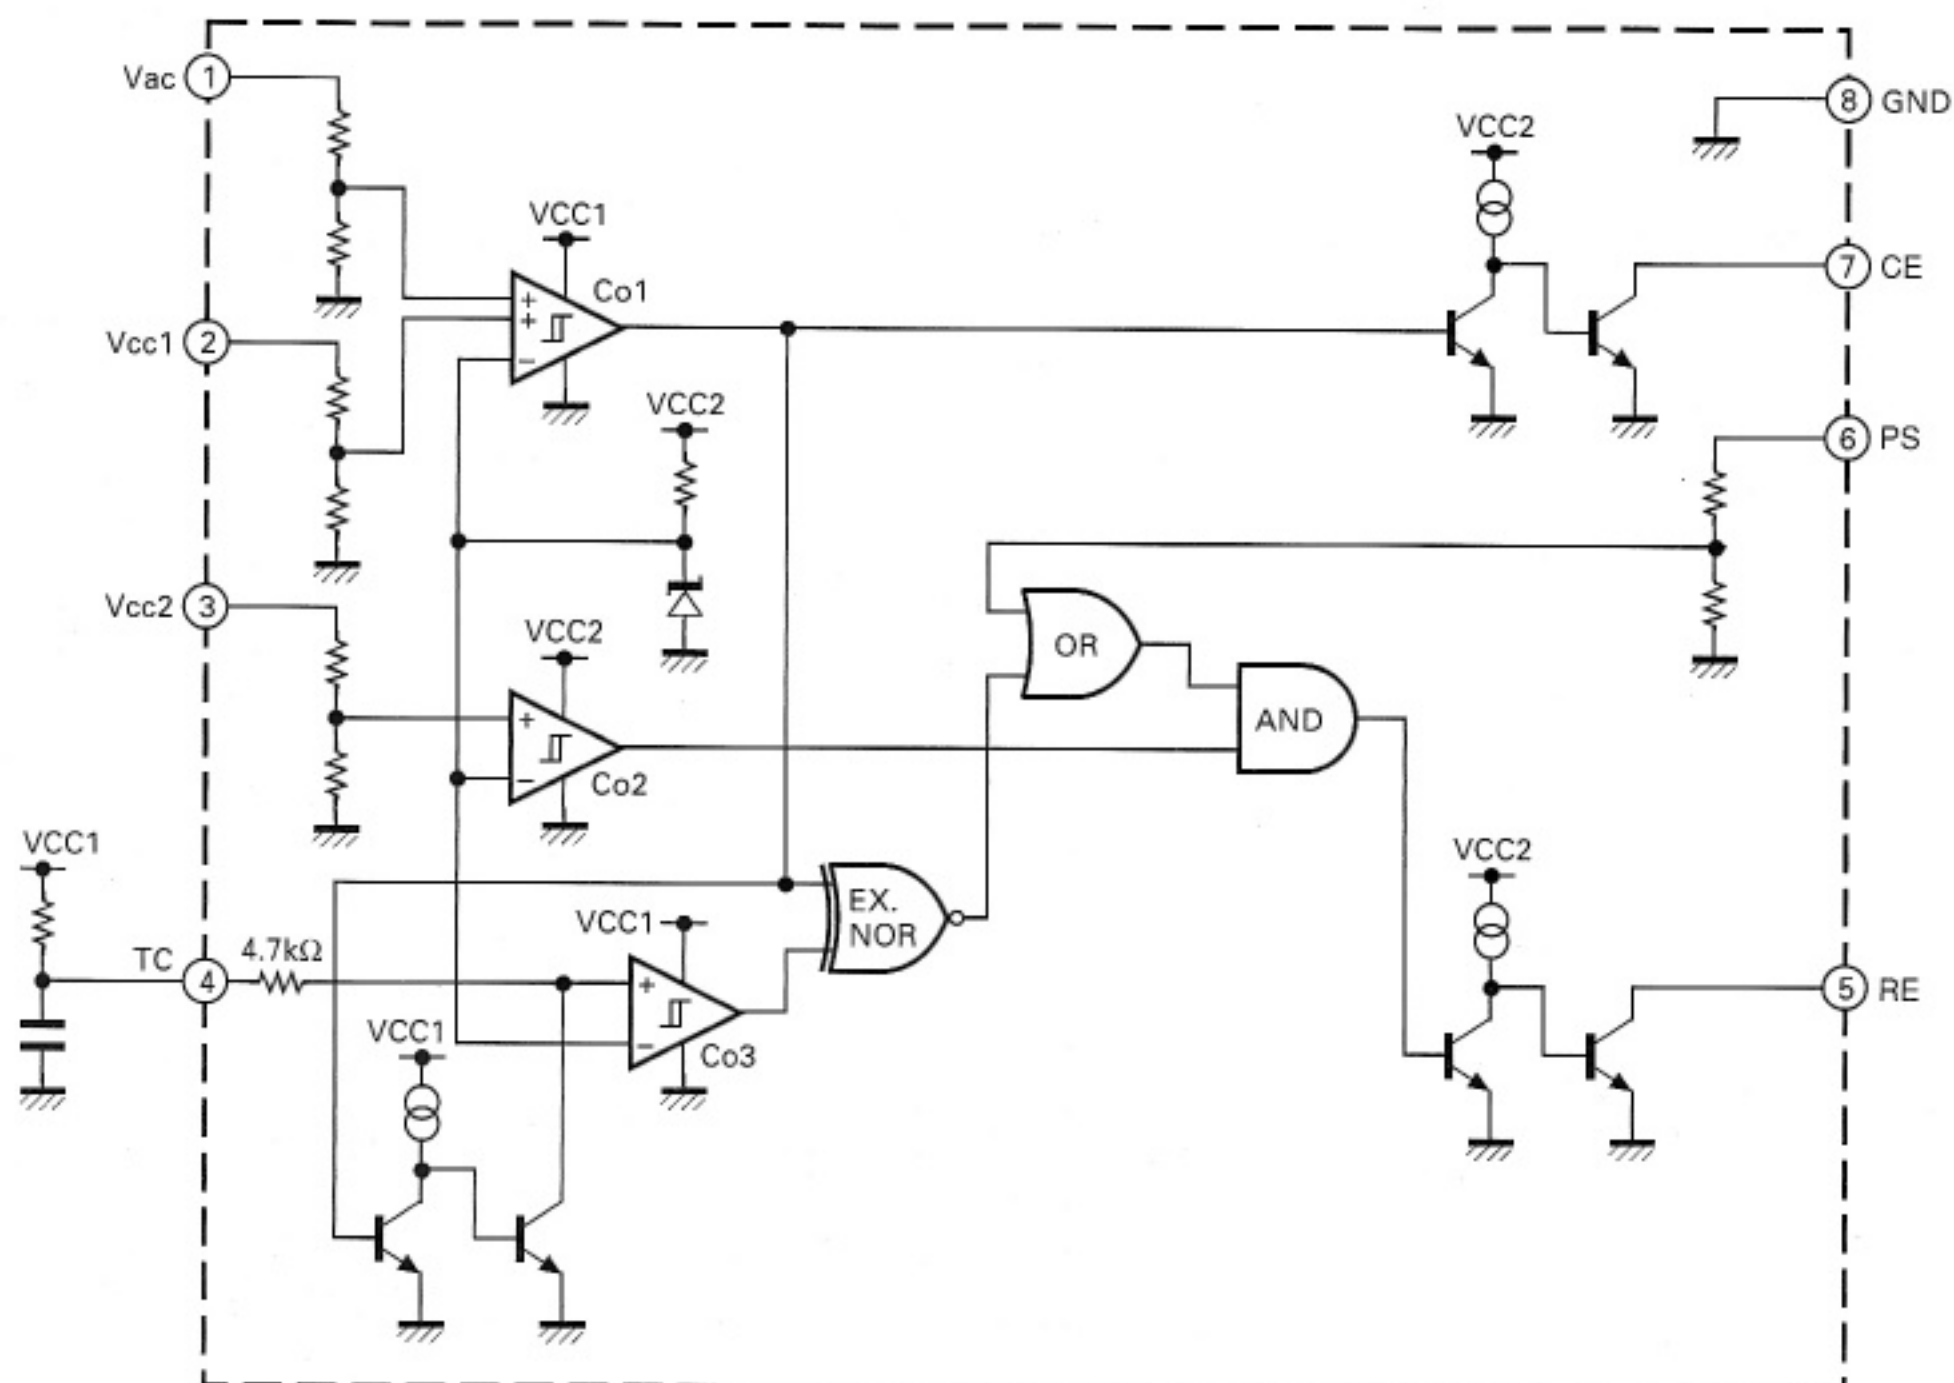 Vac 1
8 GND
VCC2
VCC1
Co1
+
+
−
7 CE
Vcc1 2
VCC2
6 PS
Vcc2 3
VCC2
+
−
Co2
OR
AND
VCC1
TC 4
4.7kΩ
VCC1
EX.
NOR
+
−
Co3
VCC1
VCC2
5 RE